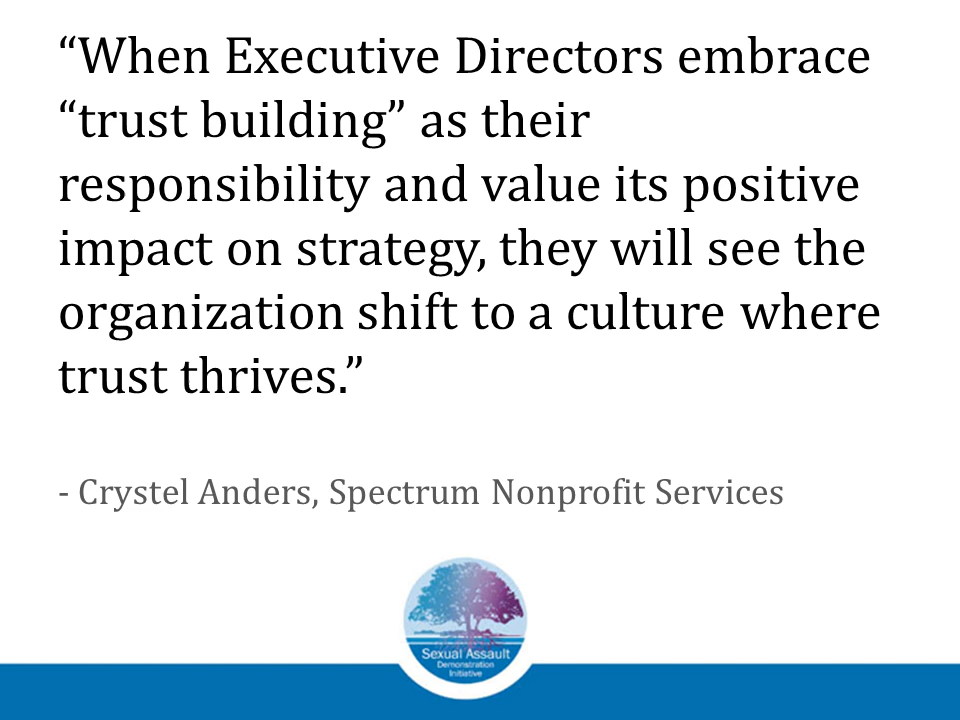 “When Executive Directors embrace
“trust building” as their
responsibility and value its positive
impact on strategy, they will see the
organization shift to a culture where
trust thrives.”
- Crystel Anders, Spectrum Nonprofit Services
Sexual Assault
Demonstration
Initiative